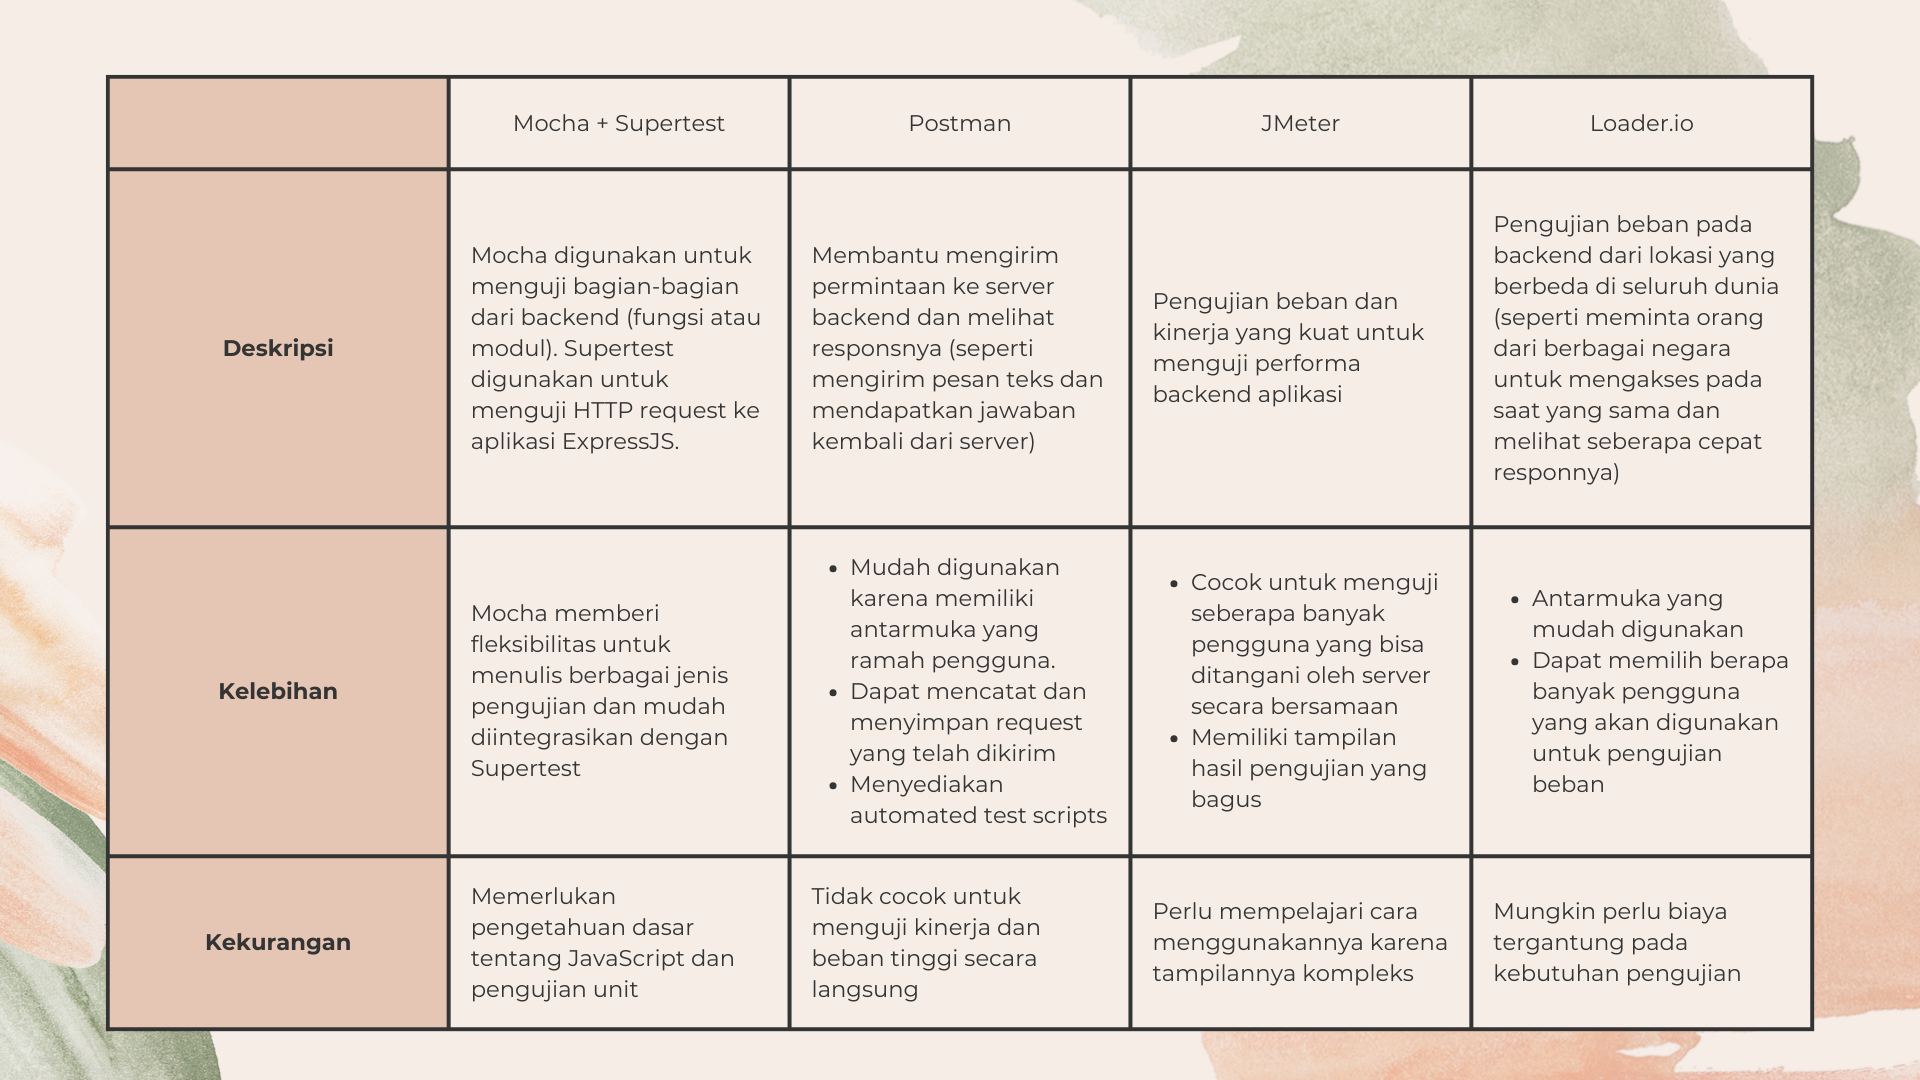 Mocha + Supertest
Postman
JMeter
Loader.io
Deskripsi
Mocha digunakan untuk
menguji bagian-bagian
dari backend (fungsi atau
modul). Supertest
digunakan untuk
menguji HTTP request ke
aplikasi ExpressJS.
Membantu mengirim
permintaan ke server
backend dan melihat
responsnya (seperti
mengirim pesan teks dan
mendapatkan jawaban
kembali dari server)
Pengujian beban dan
kinerja yang kuat untuk
menguji performa
backend aplikasi
Pengujian beban pada
backend dari lokasi yang
berbeda di seluruh dunia
(seperti meminta orang
dari berbagai negara
untuk mengakses pada
saat yang sama dan
melihat seberapa cepat
responnya)
Kelebihan
Mocha memberi
fleksibilitas untuk
menulis berbagai jenis
pengujian dan mudah
diintegrasikan dengan
Supertest
• Mudah digunakan
karena memiliki
antarmuka yang
ramah pengguna.
• Dapat mencatat dan
menyimpan request
yang telah dikirim
• Menyediakan
automated test scripts
• Cocok untuk menguji
seberapa banyak
pengguna yang bisa
ditangani oleh server
secara bersamaan
• Memiliki tampilan
hasil pengujian yang
bagus
• Antarmuka yang
mudah digunakan
• Dapat memilih berapa
banyak pengguna
yang akan digunakan
untuk pengujian
beban
Kekurangan
Memerlukan
pengetahuan dasar
tentang JavaScript dan
pengujian unit
Tidak cocok untuk
menguji kinerja dan
beban tinggi secara
langsung
Perlu mempelajari cara
menggunakannya karena
tampilannya kompleks
Mungkin perlu biaya
tergantung pada
kebutuhan pengujian